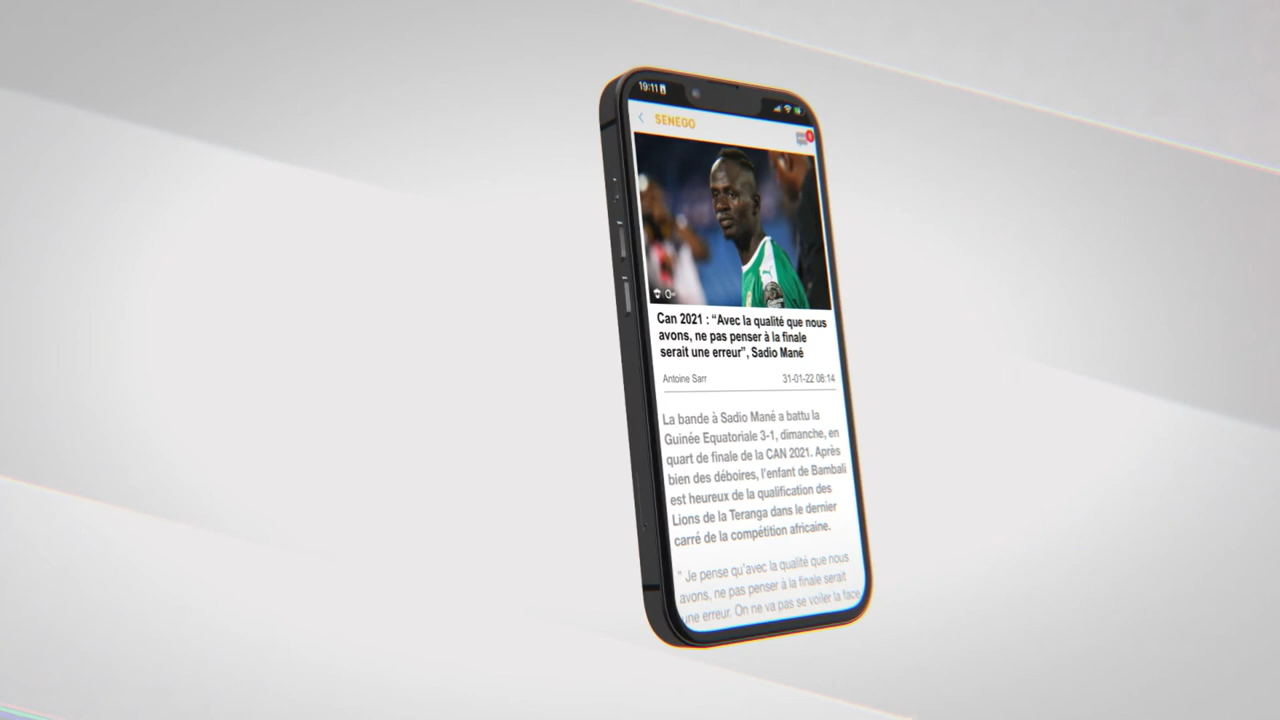 19:11
SENEGO
Can 2021 : “Avec la qualité que nous
avons, ne pas penser à la finale
serait une erreur”, Sadio Mané
Antoine Sarr 31-01-22 08:14
La bande à Sadio Mané a battu la
Guinée Equatoriale 3-1, dimanche, en
quart de finale de la CAN 2021. Après
bien des déboires, l’enfant de Bambali
est heureux de la qualification des
Lions de la Teranga dans le dernier
carré de la compétition africaine.
" Je pense qu’avec la qualité que nous
avons, ne pas penser à la finale serait
une erreur. On ne va pas se voiler la face